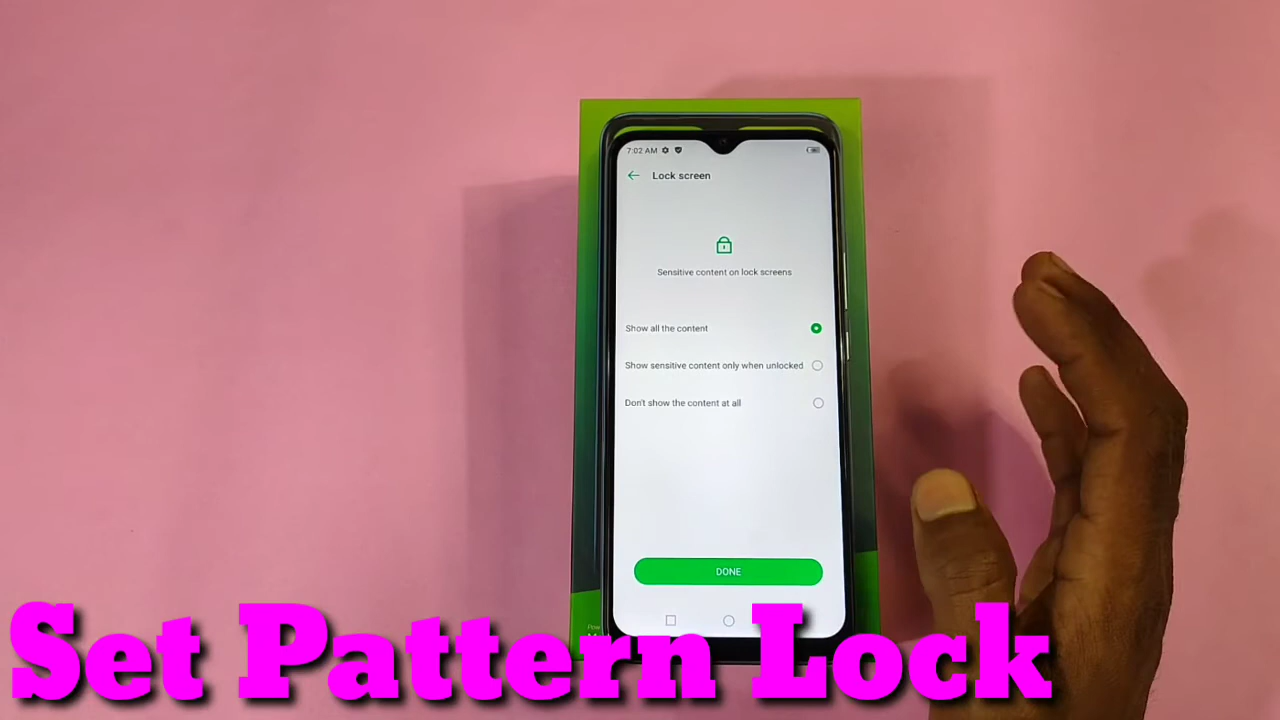 7:02 AM
Lock screen
Sensitive content on lock screens
Show all the content
Show sensitive content only when unlocked
Don't show the content at all
DONE
Set Pattern Lock